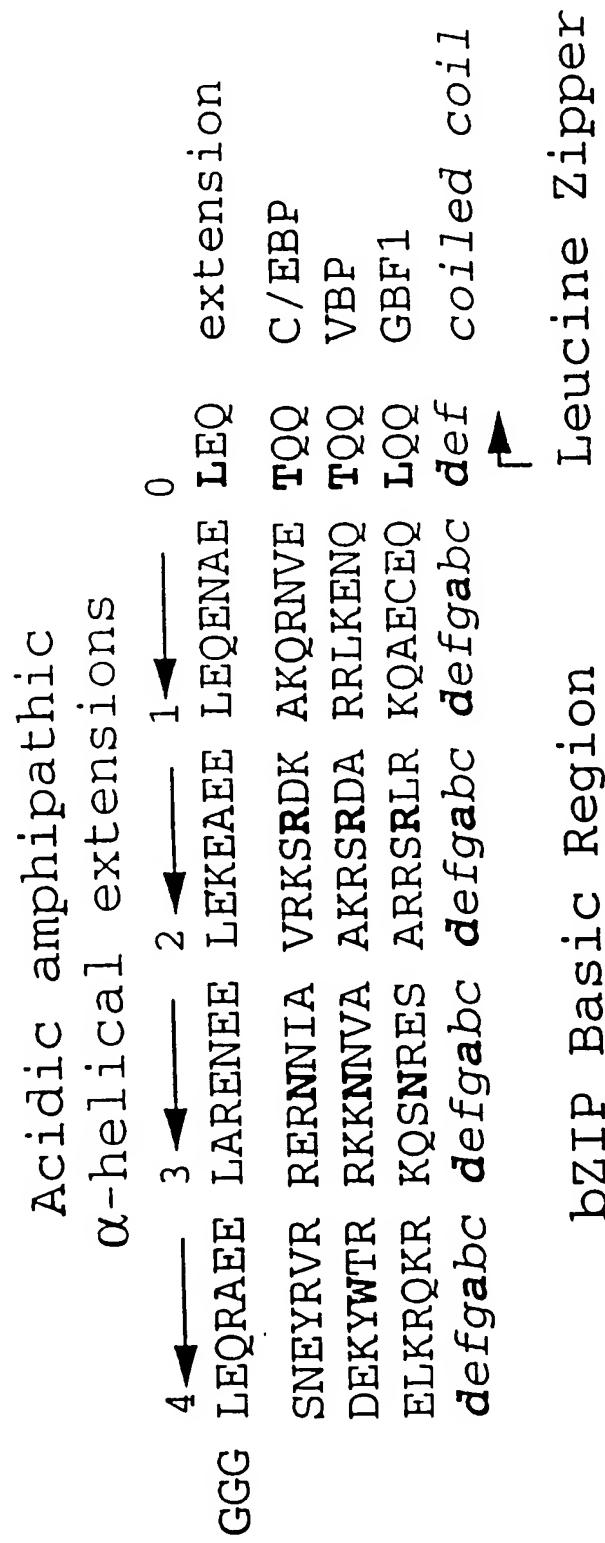 Acidic amphipathic
α-helical extensions
4 3 2 1 0
GGG LEQRAEE LARENEE LEKEAEE LEQENAE LEQ extension
SNEYRVR RERNNIA VRKSRDK AKQRNVE TQQ C/EBP
DEKYWTR RKKNNVA AKRSRDA RRLKENQ TQQ VBP
ELKRQKR KQSNRES ARRSRLR KQAECEQ LQQ GBF1
defgabc defgabc defgabc defgabc def coiled coil
bZIP Basic Region Leucine Zipper